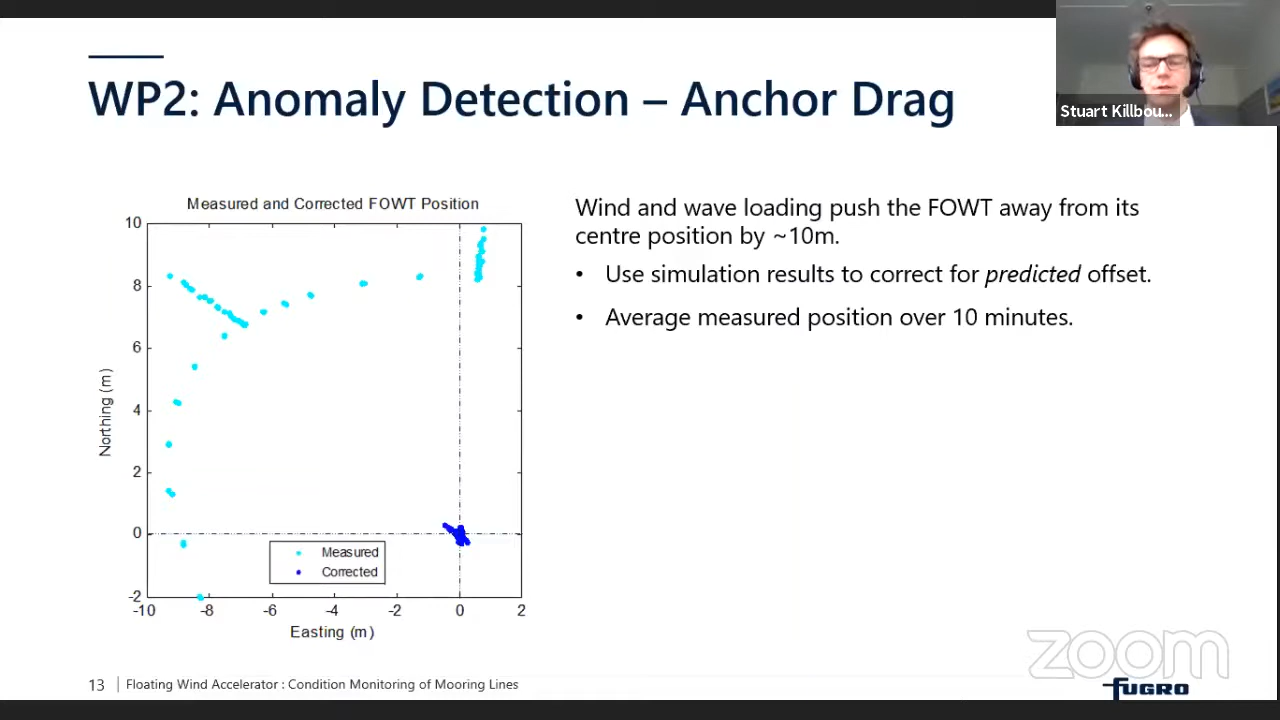 WP2: Anomaly Detection – Anchor Drag
Stuart Killbou...
Measured and Corrected FOWT Position
10
8
6
4
2
0
-2
-10
-8
-6
-4
-2
0
2
Northing (m)
Easting (m)
Measured
Corrected
Wind and wave loading push the FOWT away from its
centre position by ~10m.
• Use simulation results to correct for predicted offset.
• Average measured position over 10 minutes.
zoom
13 | Floating Wind Accelerator : Condition Monitoring of Mooring Lines
FUGRO